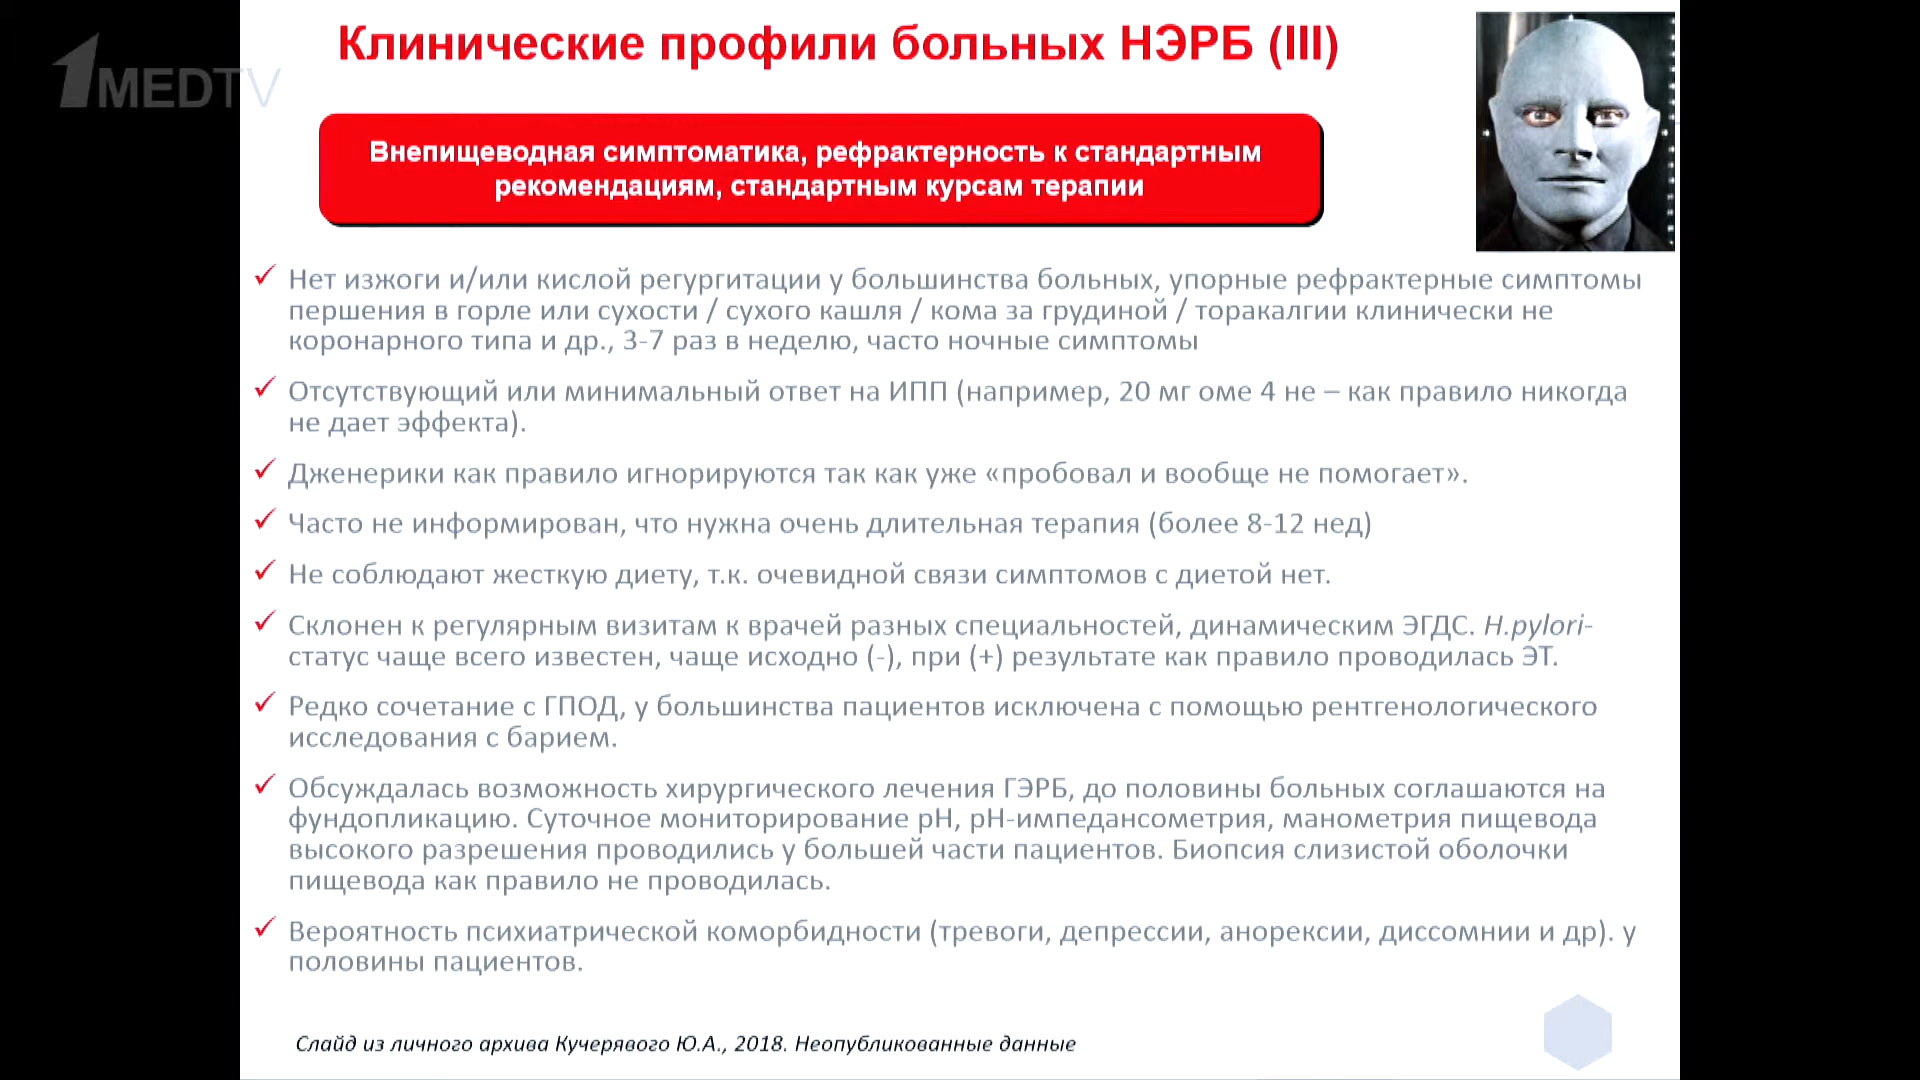 1MEDTV
Клинические профили больных НЭРБ (III)
Внепищеводная симптоматика, рефрактерность к стандартным
рекомендациям, стандартным курсам терапии
✓ Нет изжоги и/или кислой регургитации у большинства больных, упорные рефрактерные симптомы
першения в горле или сухости / сухого кашля / кома за грудиной / торакалгии клинически не
коронарного типа и др., 3-7 раз в неделю, часто ночные симптомы
✓ Отсутствующий или минимальный ответ на ИПП (например, 20 мг оме 4 не – как правило никогда
не дает эффекта).
✓ Дженерики как правило игнорируются так как уже «пробовал и вообще не помогает».
✓ Часто не информирован, что нужна очень длительная терапия (более 8-12 нед)
✓ Не соблюдают жесткую диету, т.к. очевидной связи симптомов с диетой нет.
✓ Склонен к регулярным визитам к врачей разных специальностей, динамическим ЭГДС. H.pylori-
статус чаще всего известен, чаще исходно (-), при (+) результате как правило проводилась ЭТ.
✓ Редко сочетание с ГПОД, у большинства пациентов исключена с помощью рентгенологического
исследования с барием.
✓ Обсуждалась возможность хирургического лечения ГЭРБ, до половины больных соглашаются на
фундопликацию. Суточное мониторирование pH, pH-импедансометрия, манометрия пищевода
высокого разрешения проводились у большей части пациентов. Биопсия слизистой оболочки
пищевода как правило не проводилась.
✓ Вероятность психиатрической коморбидности (тревоги, депрессии, анорексии, диссомнии и др). у
половины пациентов.
Слайд из личного архива Кучерявого Ю.А., 2018. Неопубликованные данные